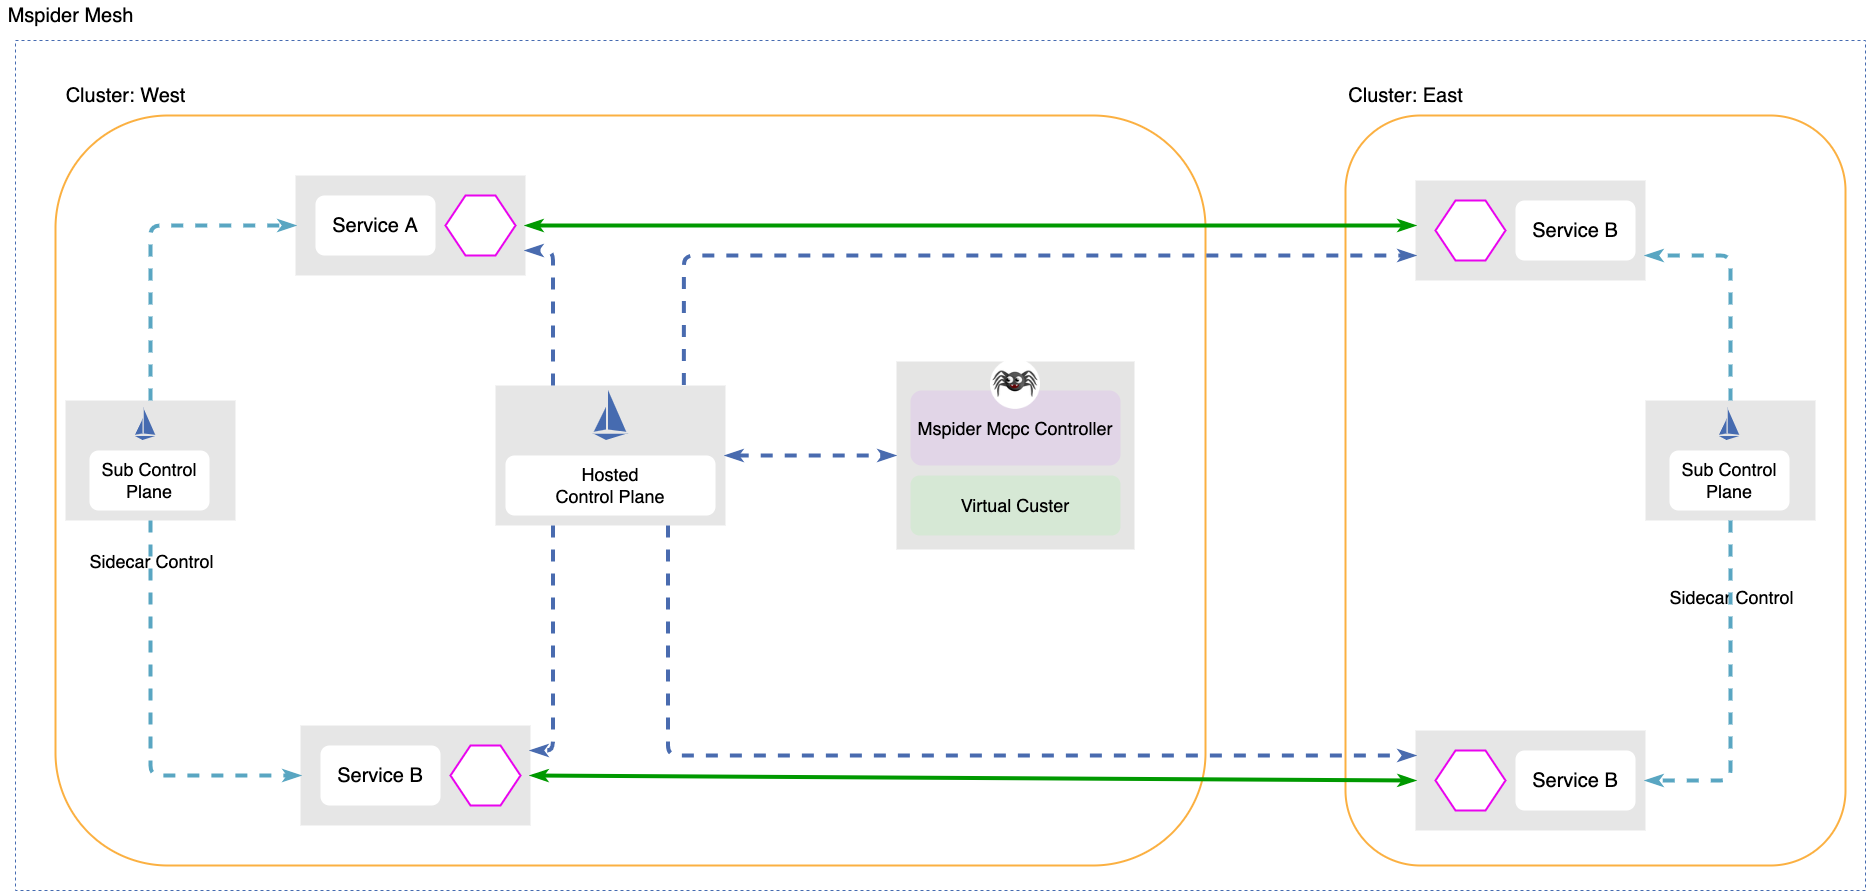 Mspider Mesh
Cluster: West
Cluster: East
Service A
Service B
Mspider Mcpc Controller
Virtual Custer
Hosted
Control Plane
Sub Control
Plane
Sub Control
Plane
Sidecar Control
Sidecar Control
Service B
Service B